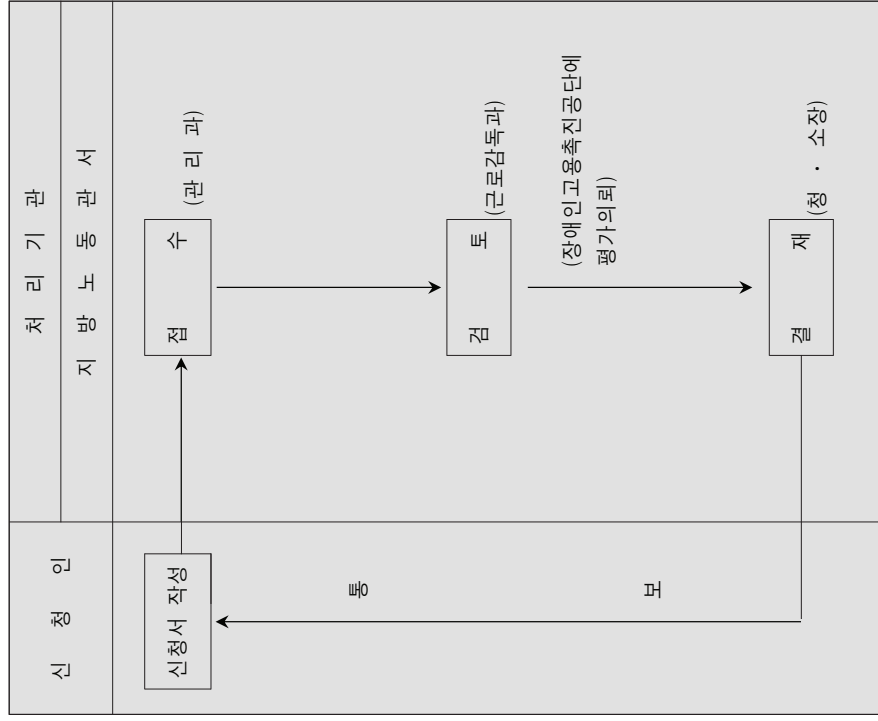 신 청 인
처 리 기 관
지 방 노 동 관 서
신청서 작성
접 수
(관 리 과)
검 토
(근로감독과)
(장애인고용촉진공단에
평가의뢰)
결 재
(청 · 소장)
통 보